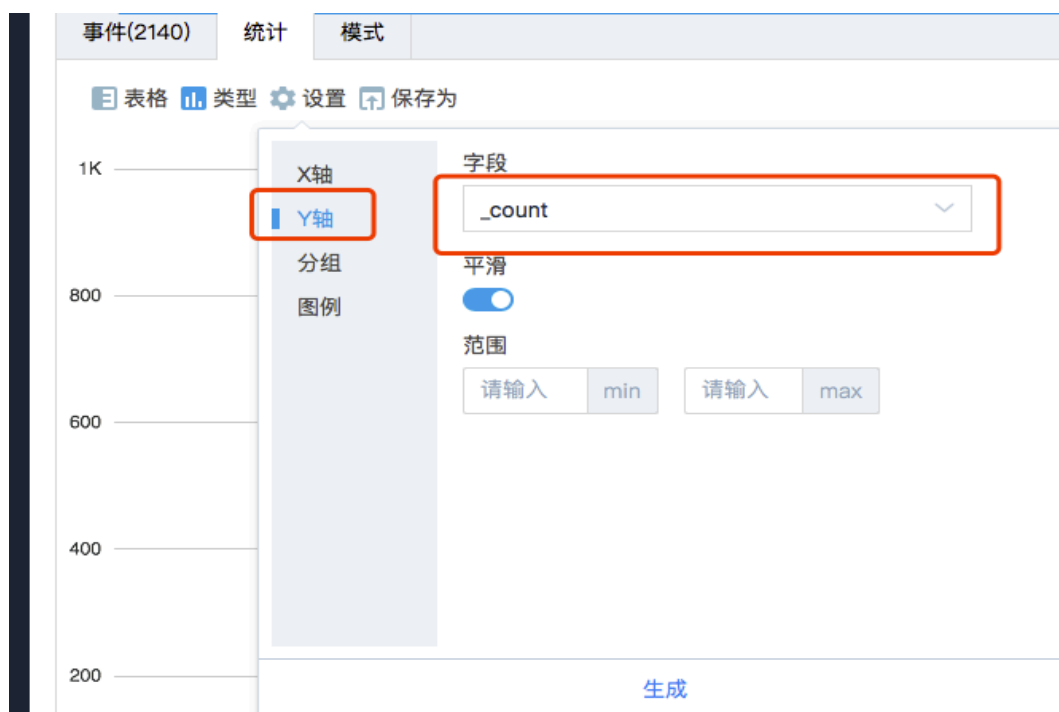 事件(2140) 统计 模式
表格 类型 设置 保存为
1K
800
600
400
200
X轴
Y轴
分组
图例
字段
_count
平滑
范围
请输入 min 请输入 max
生成